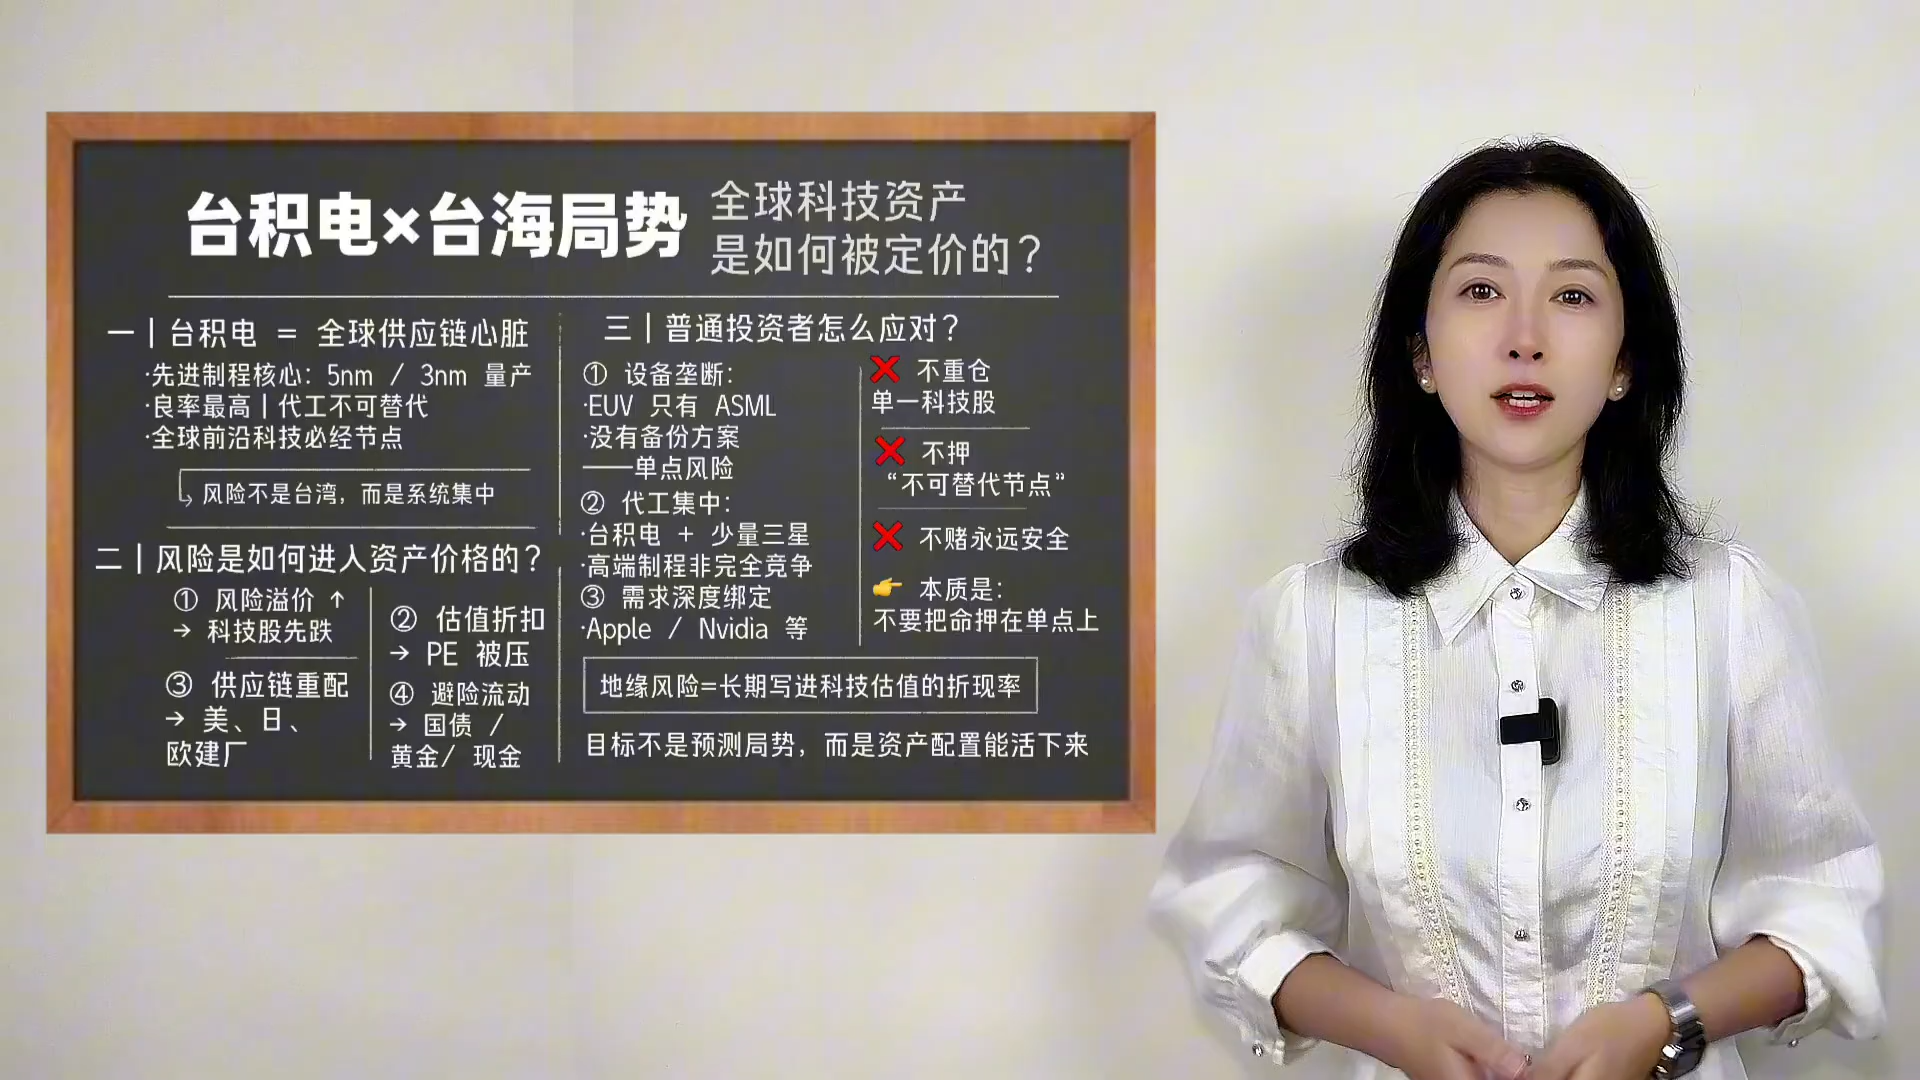 台积电×台海局势
全球科技资产
是如何被定价的？
一｜台积电 = 全球供应链心脏
·先进制程核心：5nm / 3nm 量产
·良率最高｜代工不可替代
·全球前沿科技必经节点
风险不是台湾，而是系统集中
二｜风险是如何进入资产价格的？
① 风险溢价 ↑
→ 科技股先跌
② 估值折扣
→ PE 被压
③ 供应链重配
→ 美、日、
欧建厂
④ 避险流动
→ 国债 /
黄金/ 现金
三｜普通投资者怎么应对？
① 设备垄断：
·EUV 只有 ASML
·没有备份方案
——单点风险
② 代工集中：
·台积电 + 少量三星
·高端制程非完全竞争
③ 需求深度绑定
·Apple / Nvidia 等
❌ 不重仓
单一科技股
❌ 不押
“不可替代节点”
❌ 不赌永远安全
👉 本质是：
不要把命押在单点上
地缘风险=长期写进科技估值的折现率
目标不是预测局势，而是资产配置能活下来